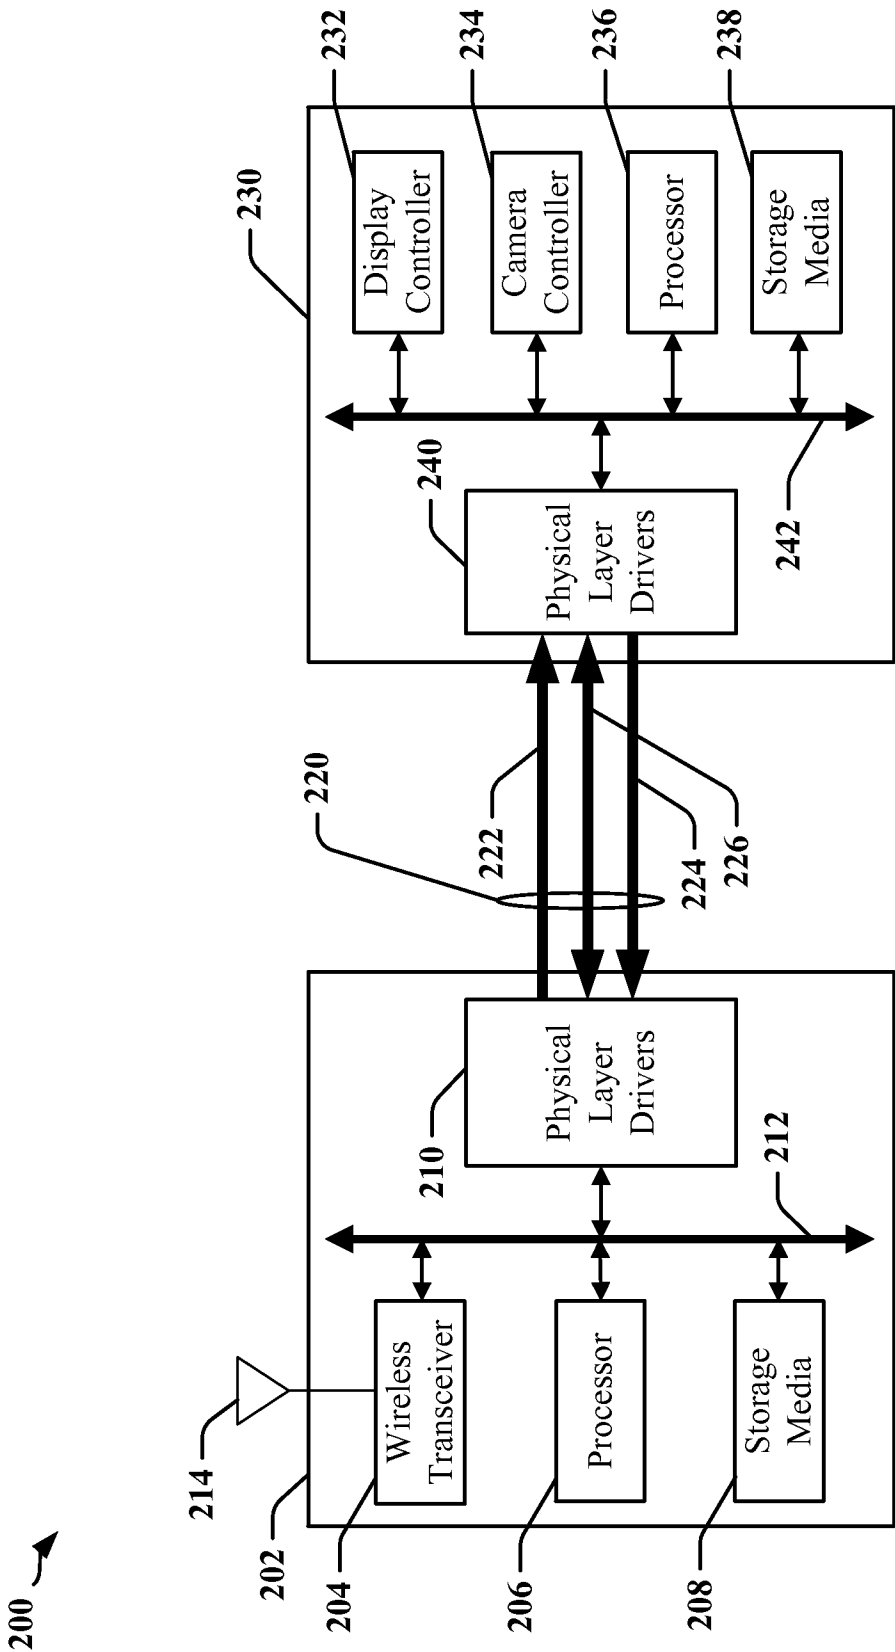 200
214
202
204
Wireless
Transceiver
206
Processor
208
Storage
Media
212
210
Physical
Layer
Drivers
220
222
224
226
230
240
Physical
Layer
Drivers
242
232
Display
Controller
234
Camera
Controller
236
Processor
238
Storage
Media